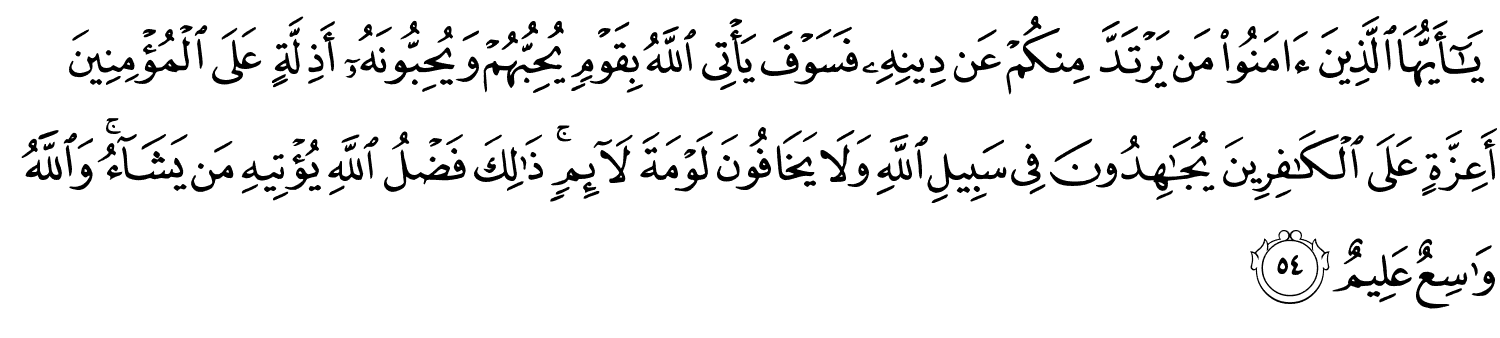 يَـٰٓأَيُّهَا ٱلَّذِينَ ءَامَنُوا۟ مَن يَرْتَدَّ مِنكُمْ عَن دِينِهِۦ فَسَوْفَ يَأْتِى ٱللَّهُ بِقَوْمٍ يُحِبُّهُمْ وَيُحِبُّونَهُۥٓ أَذِلَّةٍ عَلَى ٱلْمُؤْمِنِينَ
أَعِزَّةٍ عَلَى ٱلْكَـٰفِرِينَ يُجَـٰهِدُونَ فِى سَبِيلِ ٱللَّهِ وَلَا يَخَافُونَ لَوْمَةَ لَآئِمٍ ۚ ذَٰلِكَ فَضْلُ ٱللَّهِ يُؤْتِيهِ مَن يَشَآءُ ۚ وَٱللَّهُ
وَٰسِعٌ عَلِيمٌ ٥٤